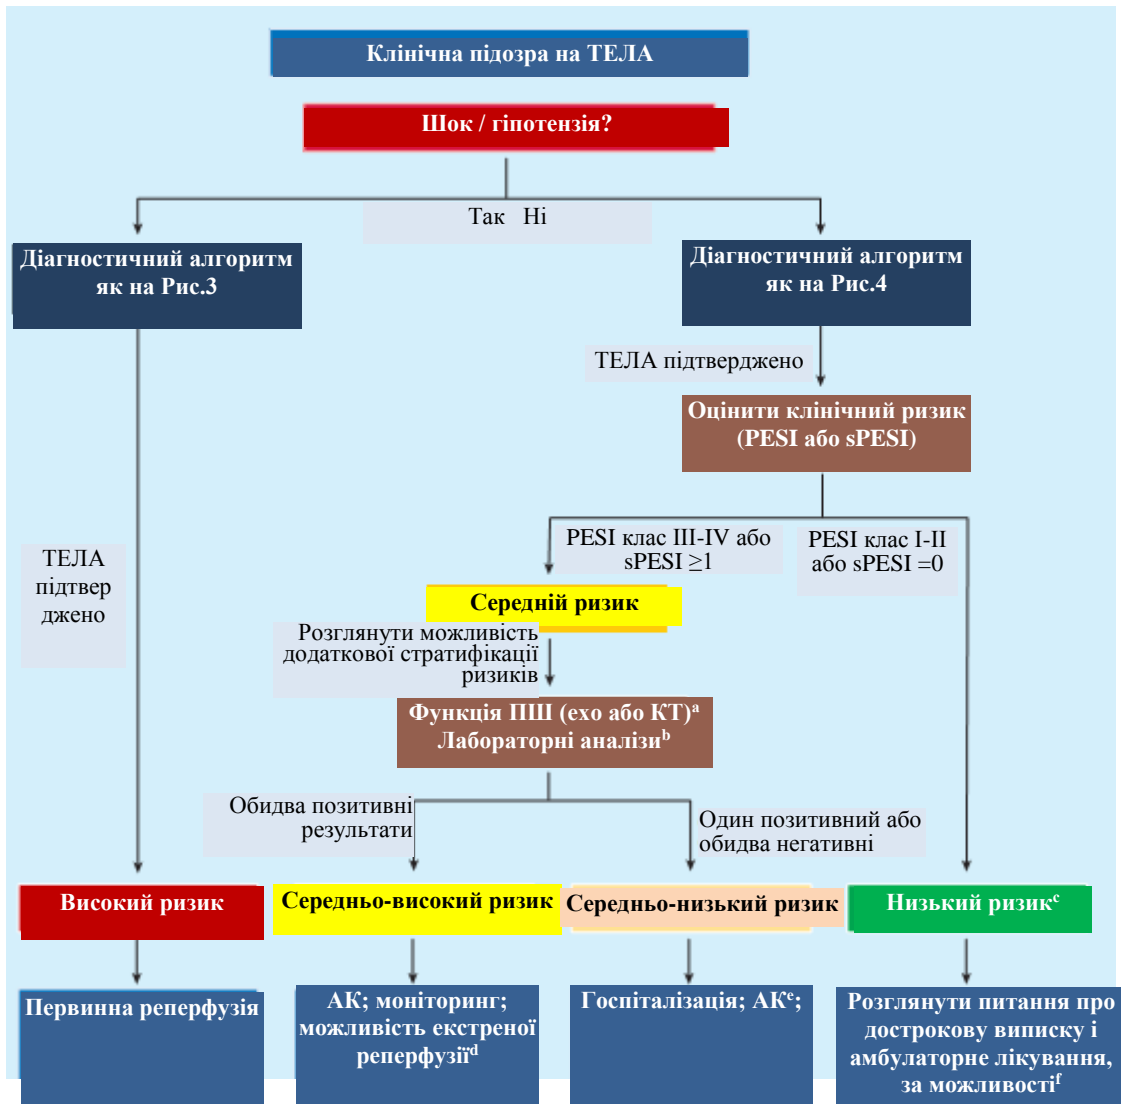 Клінічна підозра на ТЕЛА
Шок / гіпотензія?
Так Ні
Діагностичний алгоритм
як на Рис.3
Діагностичний алгоритм
як на Рис.4
ТЕЛА підтверджено
Оцінити клінічний ризик
(PESI або sPESI)
PESI клас III-IV або
sPESI ≥1
PESI клас I-II
або sPESI =0
ТЕЛА
підтвер
джено
Середній ризик
Розглянути можливість
додаткової стратифікації
ризиків
Функція ПШ (ехо або КТ)ᵃ
Лабораторні аналізиᵇ
Обидва позитивні
результати
Один позитивний або
обидва негативні
Високий ризик
Середньо-високий ризик
Середньо-низький ризик
Низький ризикᶜ
Первинна реперфузія
АК; моніторинг;
можливість екстреної
реперфузіїᵈ
Госпіталізація; АКᵉ;
Розглянути питання про
дострокову виписку і
амбулаторне лікування,
за можливостіᶠ